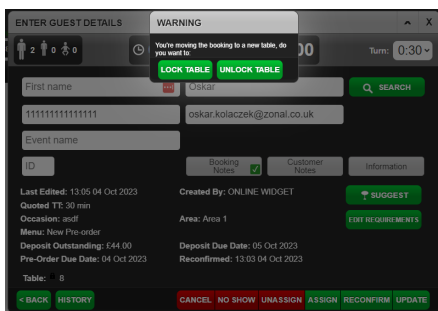 ENTER GUEST DETAILS
WARNING
X
2 0 0
You're moving the booking to a new table, do you want to:
LOCK TABLE UNLOCK TABLE
00
Turn: 0:30
First name
Oskar
SEARCH
111111111111111
oskar.kolaczek@zonal.co.uk
Event name
ID
Booking Notes
Customer Notes
Information
Last Edited: 13:05 04 Oct 2023
Created By: ONLINE WIDGET
SUGGEST
Quoted TT: 30 min
Occasion: asdf
Area: Area 1
EDIT REQUIREMENTS
Menu: New Pre-order
Deposit Outstanding: £44.00
Deposit Due Date: 05 Oct 2023
Pre-Order Due Date: 04 Oct 2023
Reconfirmed: 13:03 04 Oct 2023
Table: 8
< BACK HISTORY CANCEL NO SHOW UNASSIGN ASSIGN RECONFIRM UPDATE